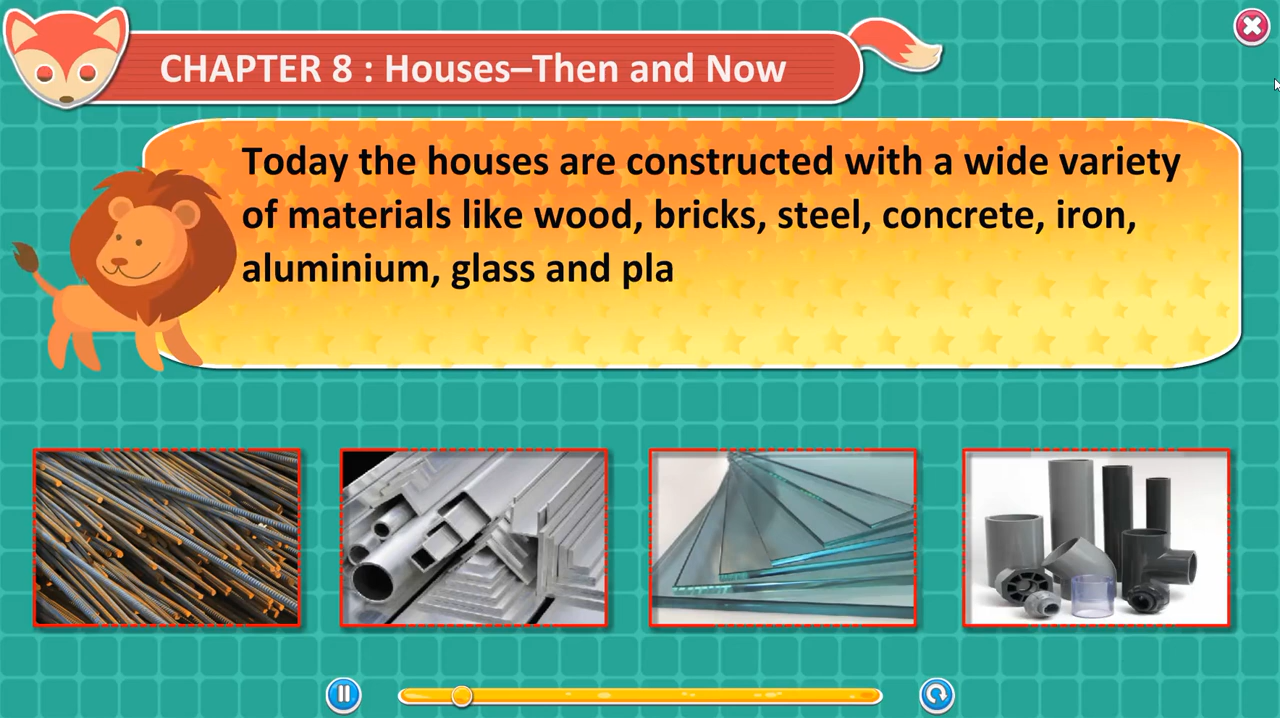 CHAPTER 8 : Houses–Then and Now
Today the houses are constructed with a wide variety
of materials like wood, bricks, steel, concrete, iron,
aluminium, glass and pla